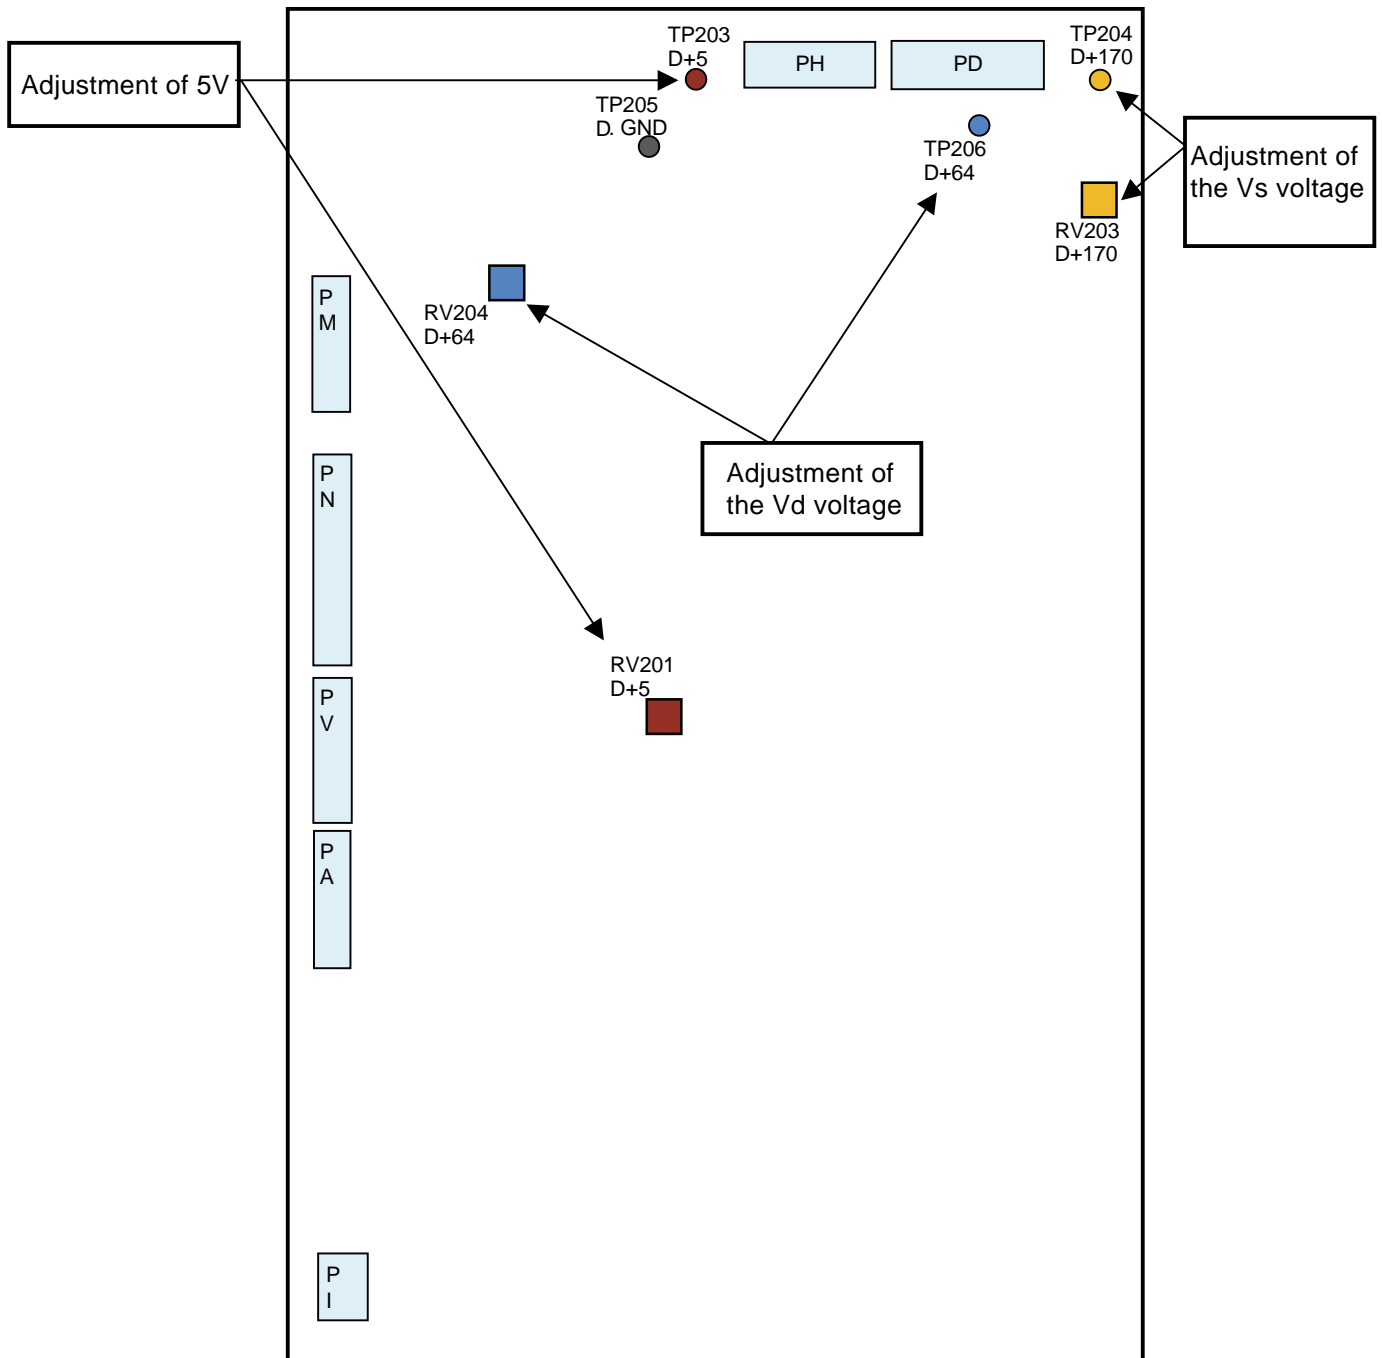 Adjustment of 5V
TP203
D+5
PH
PD
TP204
D+170
TP205
D. GND
TP206
D+64
Adjustment of
the Vs voltage
RV203
D+170
P
M
RV204
D+64
P
N
Adjustment of
the Vd voltage
RV201
D+5
P
V
P
A
P
I